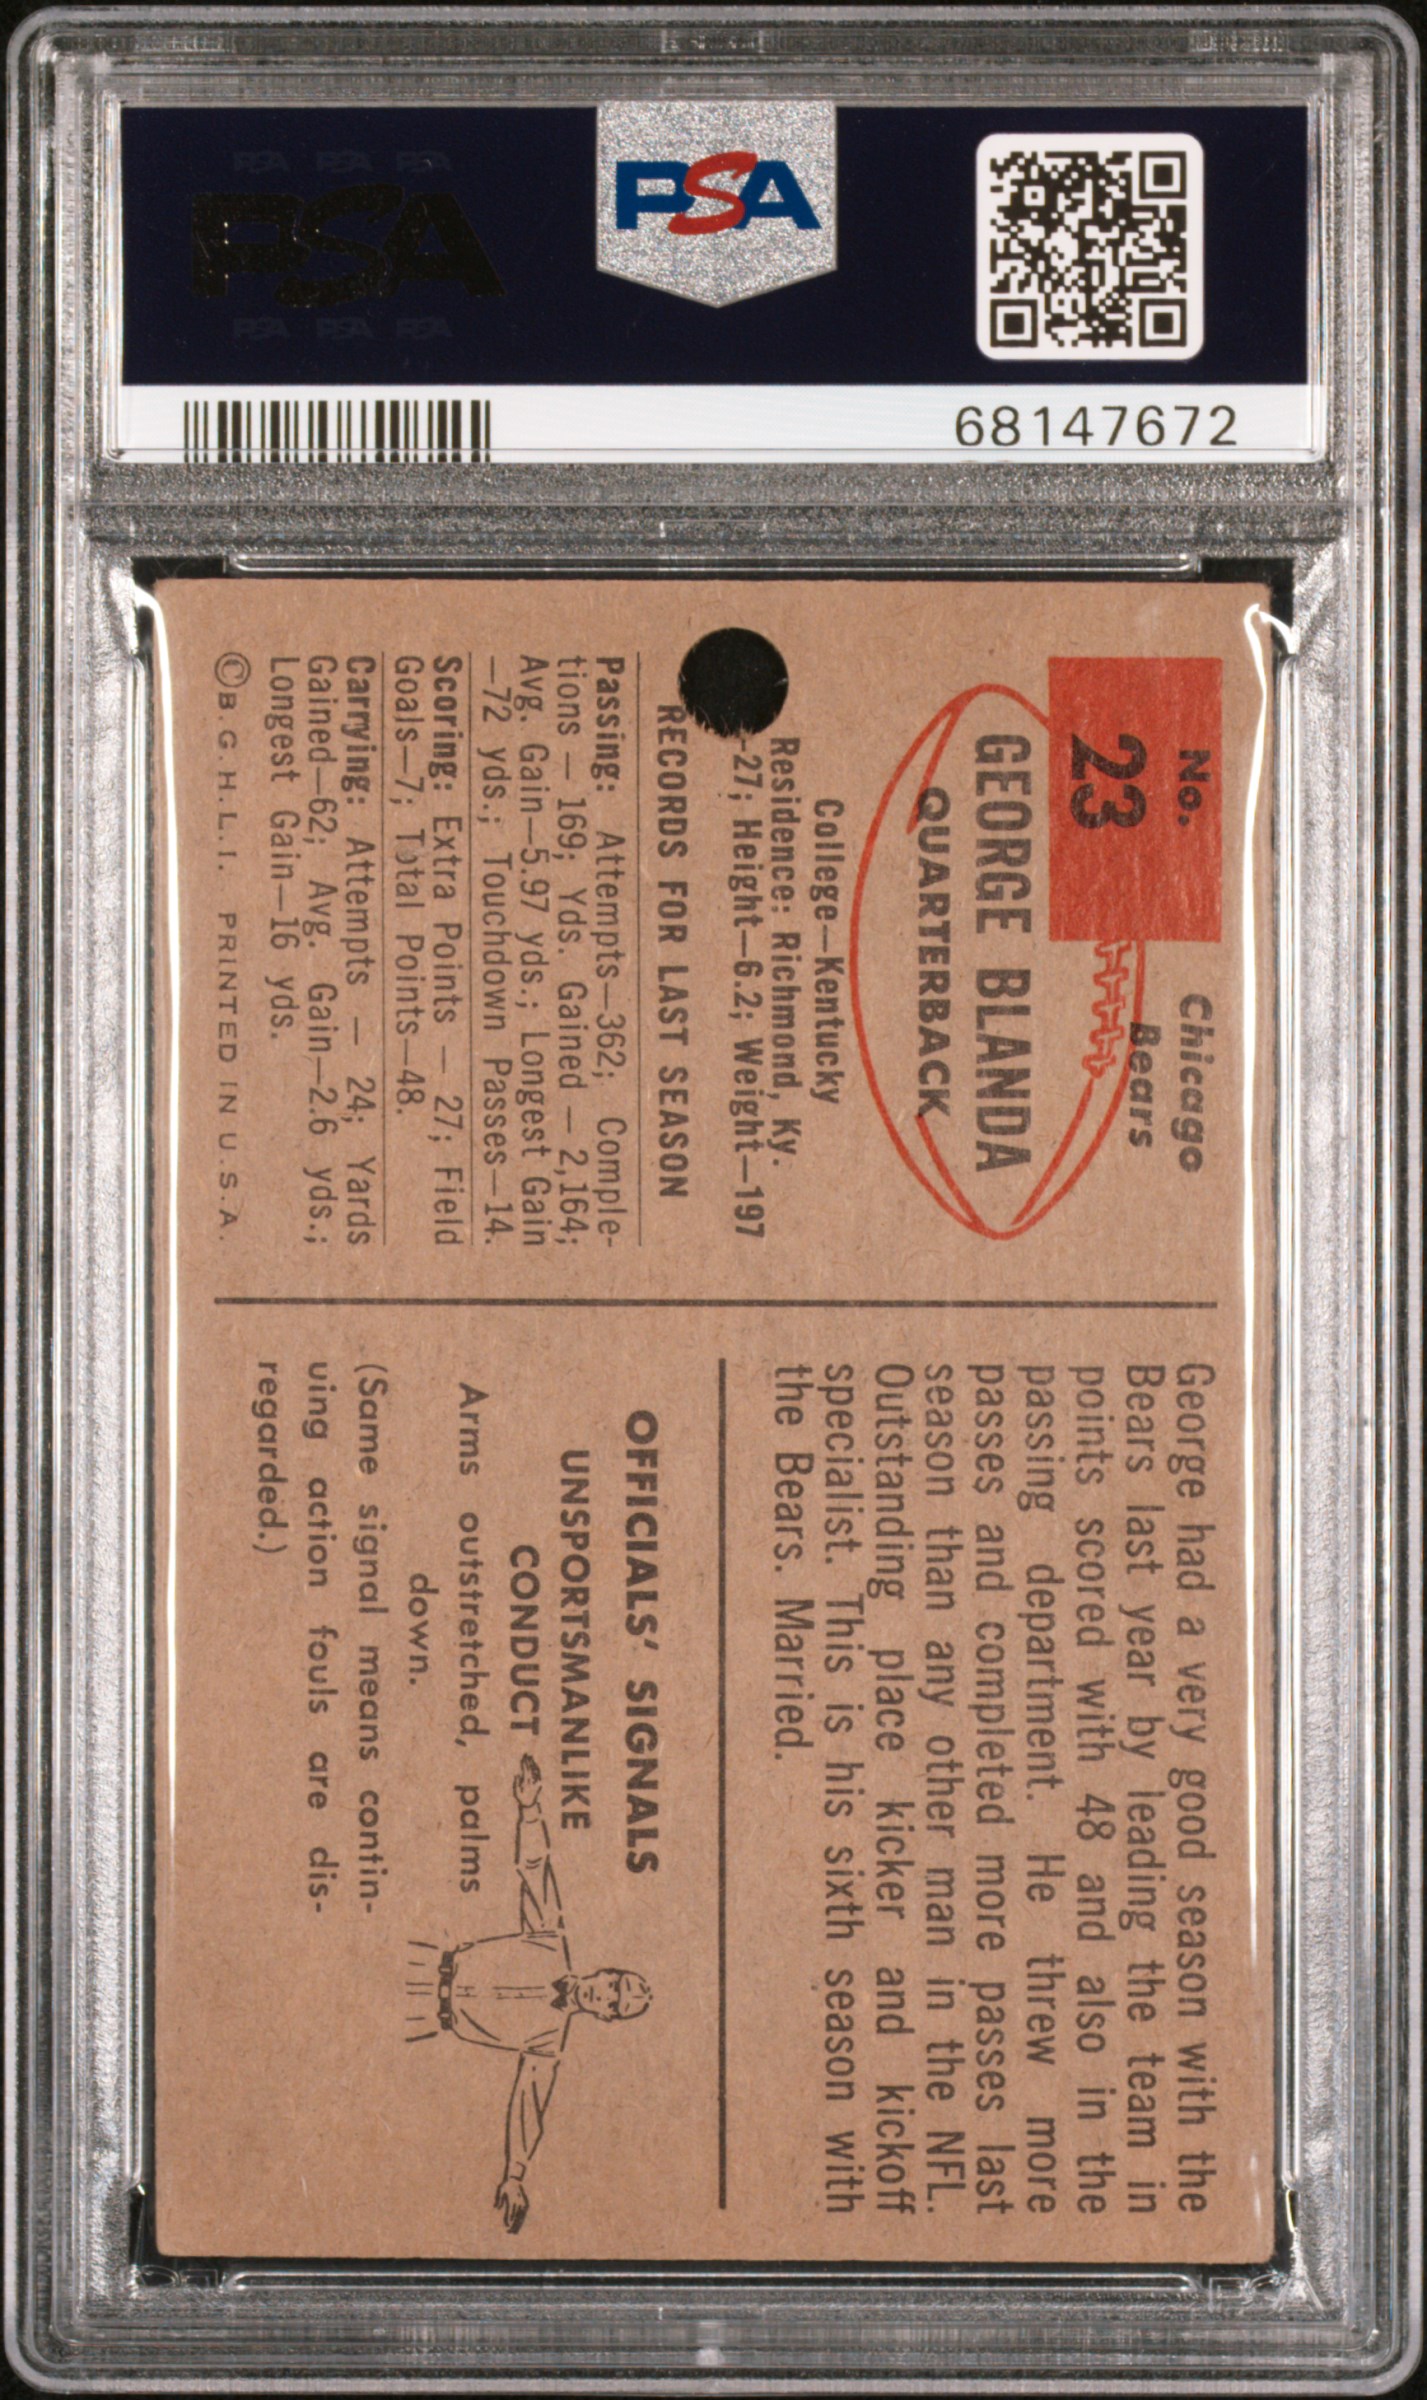 PSA PSA PSA
PSA
PSA PSA PSA
PSA
68147672
No.
23
Chicago
Bears
GEORGE BLANDA
QUARTERBACK
College—Kentucky
Residence: Richmond, Ky.
-27; Height—6.2; Weight—197
RECORDS FOR LAST SEASON
Passing: Attempts—362; Comple-
tions — 169; Yds. Gained — 2,164;
Avg. Gain—5.97 yds.; Longest Gain
—72 yds.; Touchdown Passes—14.
Scoring: Extra Points — 27; Field
Goals—7; Total Points—48.
Carrying: Attempts — 24; Yards
Gained—62; Avg. Gain—2.6 yds.;
Longest Gain—16 yds.
©B.G.H.L.I. PRINTED IN U.S.A.
George had a very good season with the
Bears last year by leading the team in
points scored with 48 and also in the
passing department. He threw more
passes and completed more passes last
season than any other man in the NFL.
Outstanding place kicker and kickoff
specialist. This is his sixth season with
the Bears. Married.
OFFICIALS' SIGNALS
UNSPORTSMANLIKE
CONDUCT
Arms outstretched, palms
down.
(Same signal means contin-
uing action fouls are dis-
regarded.)
PSA